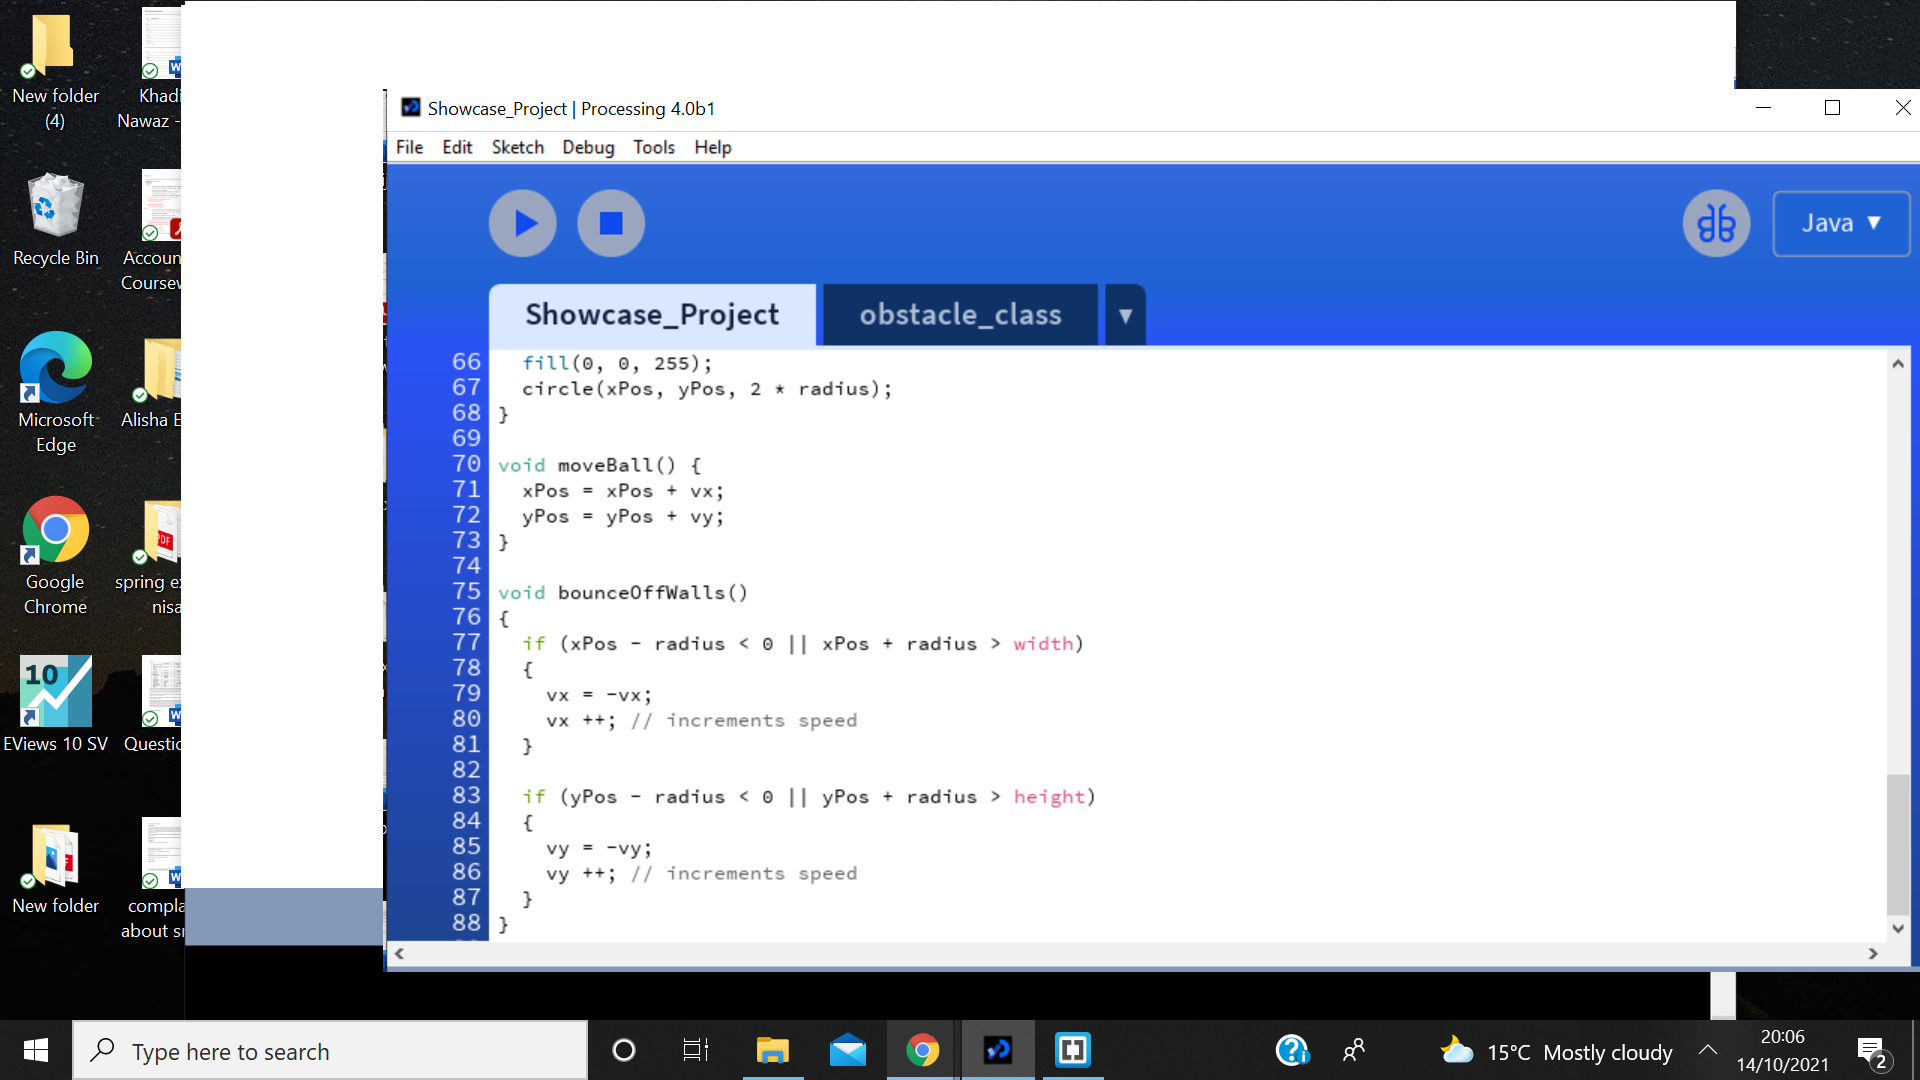 New folder
(4)
Khadi
Nawaz -
Recycle Bin
Accoun
Coursew
Microsoft
Edge
Alisha E
Google
Chrome
spring ex
nisa
EViews 10 SV
10
Questio
New folder
compla
about sr
Showcase_Project | Processing 4.0b1
File Edit Sketch Debug Tools Help
Java ▼
Showcase_Project obstacle_class ▼
66 fill(0, 0, 255);
67 circle(xPos, yPos, 2 * radius);
68 }
69
70 void moveBall() {
71 xPos = xPos + vx;
72 yPos = yPos + vy;
73 }
74
75 void bounceOffWalls()
76 {
77 if (xPos - radius < 0 || xPos + radius > width)
78 {
79 vx = -vx;
80 vx ++; // increments speed
81 }
82
83 if (yPos - radius < 0 || yPos + radius > height)
84 {
85 vy = -vy;
86 vy ++; // increments speed
87 }
88 }
Type here to search
15°C Mostly cloudy
20:06
14/10/2021
2